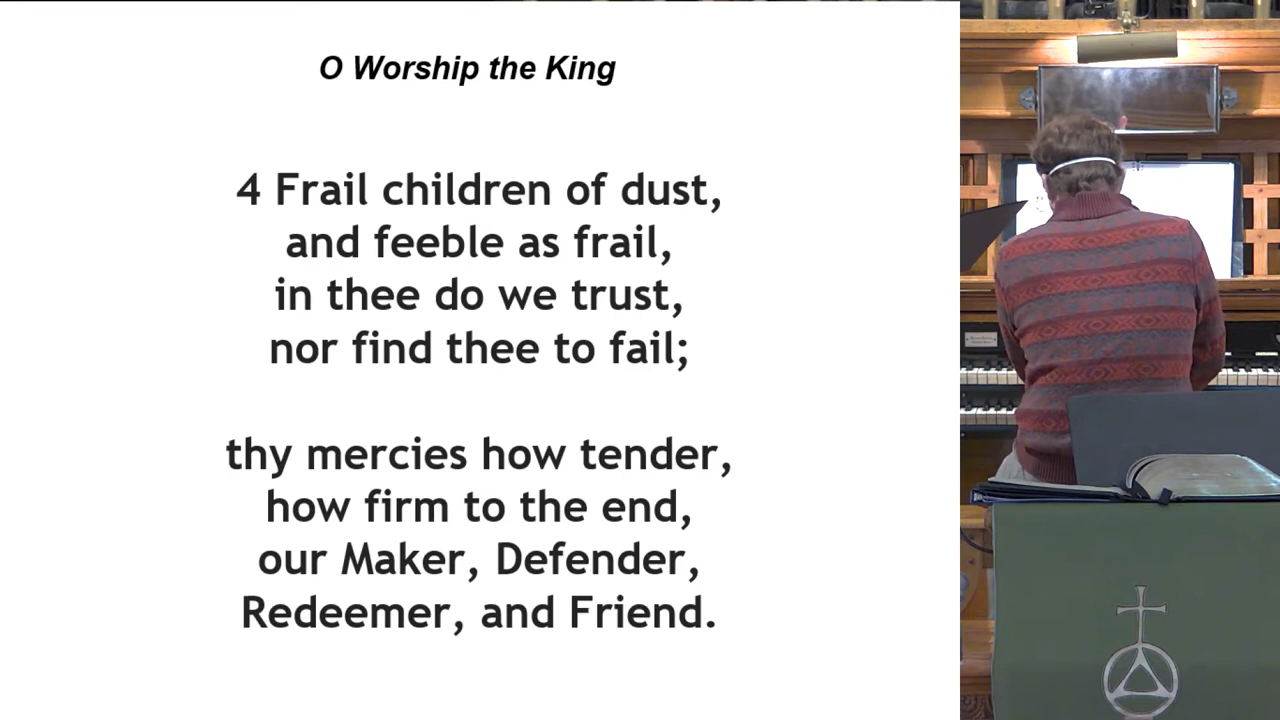 O Worship the King
4 Frail children of dust,
and feeble as frail,
in thee do we trust,
nor find thee to fail;
thy mercies how tender,
how firm to the end,
our Maker, Defender,
Redeemer, and Friend.